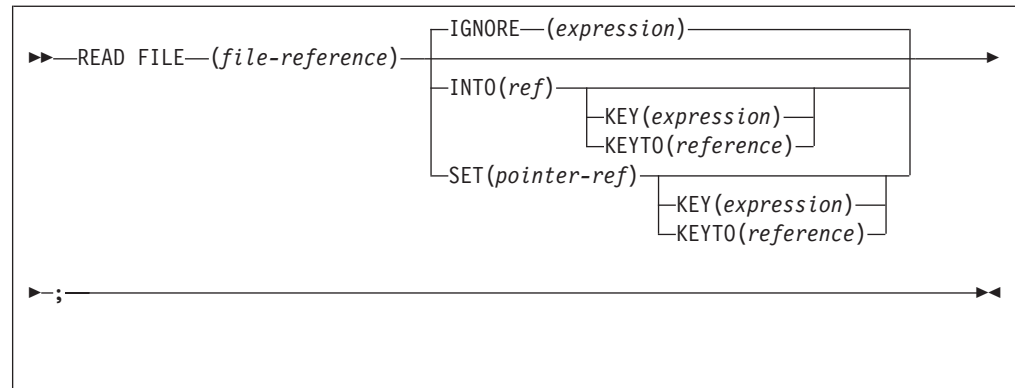 IGNORE (expression)
READ FILE (file-reference)
INTO(ref)
KEY(expression)
KEYTO(reference)
SET(pointer-ref)
KEY(expression)
KEYTO(reference)
;